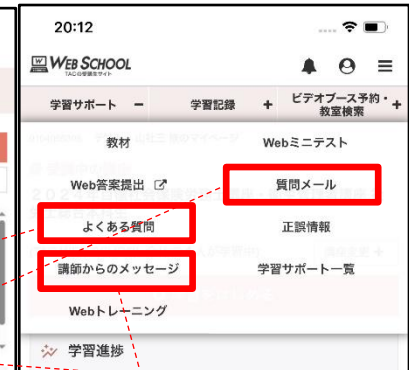 20:12
WEB SCHOOL
TACの受講生サイト
学習サポート − 学習記録 + ビデオブース予約・教室検索 +
教材 Webミニテスト
Web答案提出 質問メール
よくある質問 正誤情報
講師からのメッセージ 学習サポート一覧
Webトレーニング
学習進捗